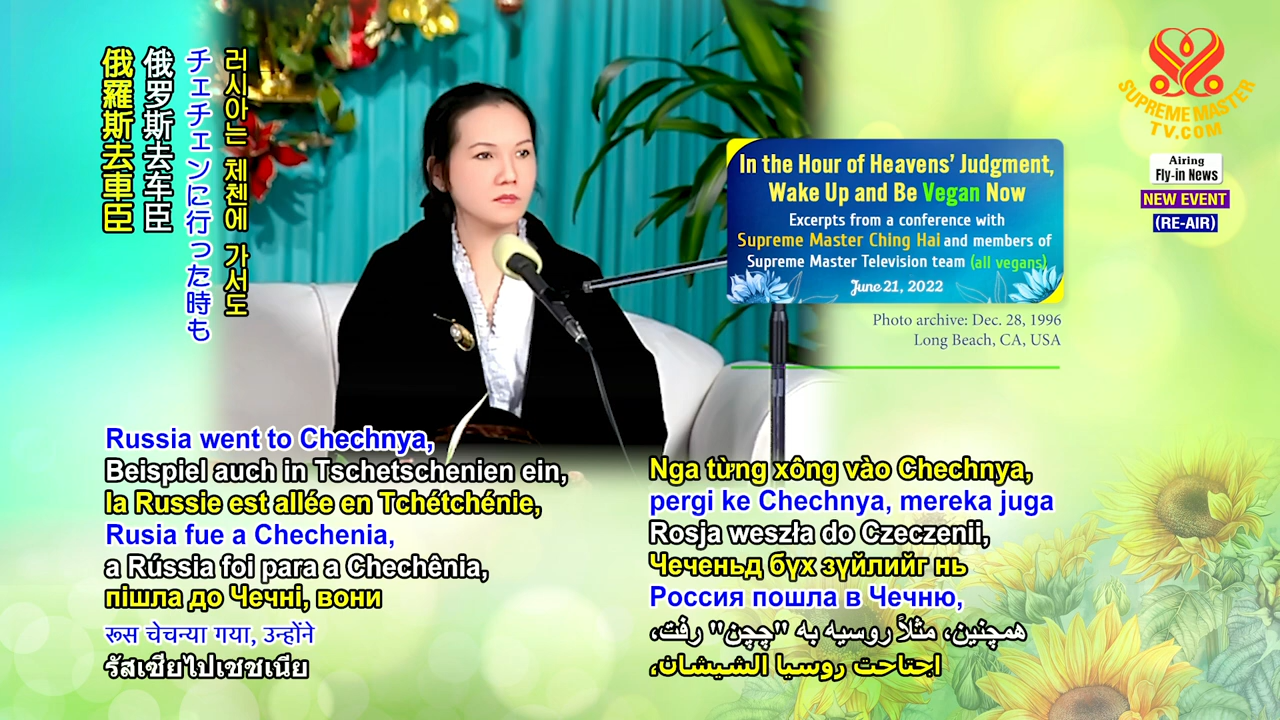 俄羅斯去車臣
俄罗斯去车臣
チェチェンに行った時も
러시아는 체첸에 가서도
SUPREME MASTER
TV.COM
Airing
Fly-in News
NEW EVENT
(RE-AIR)
In the Hour of Heavens' Judgment,
Wake Up and Be Vegan Now
Excerpts from a conference with
Supreme Master Ching Hai and members of
Supreme Master Television team (all vegans)
June 21, 2022
Photo archive: Dec. 28, 1996
Long Beach, CA, USA
Russia went to Chechnya,
Beispiel auch in Tschetschenien ein,
la Russie est allée en Tchétchénie,
Rusia fue a Chechenia,
a Rússia foi para a Chechênia,
пішла до Чечні, вони
रूस चेचन्या गया, उन्होंने
รัสเซียไปเชชเนีย
Nga từng xông vào Chechnya,
pergi ke Chechnya, mereka juga
Rosja weszła do Czeczenii,
Чеченьд бүх зүйлийг нь
Россия пошла в Чечню,
همچنین، مثلاً روسیه به "چچن" رفت،
اجتاحت روسيا الشيشان،